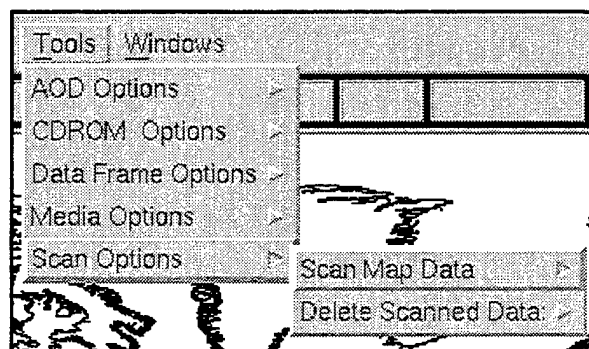 Tools Windows
AOD Options
CDROM Options
Data Frame Options
Media Options
Scan Options
Scan Map Data
Delete Scanned Data: